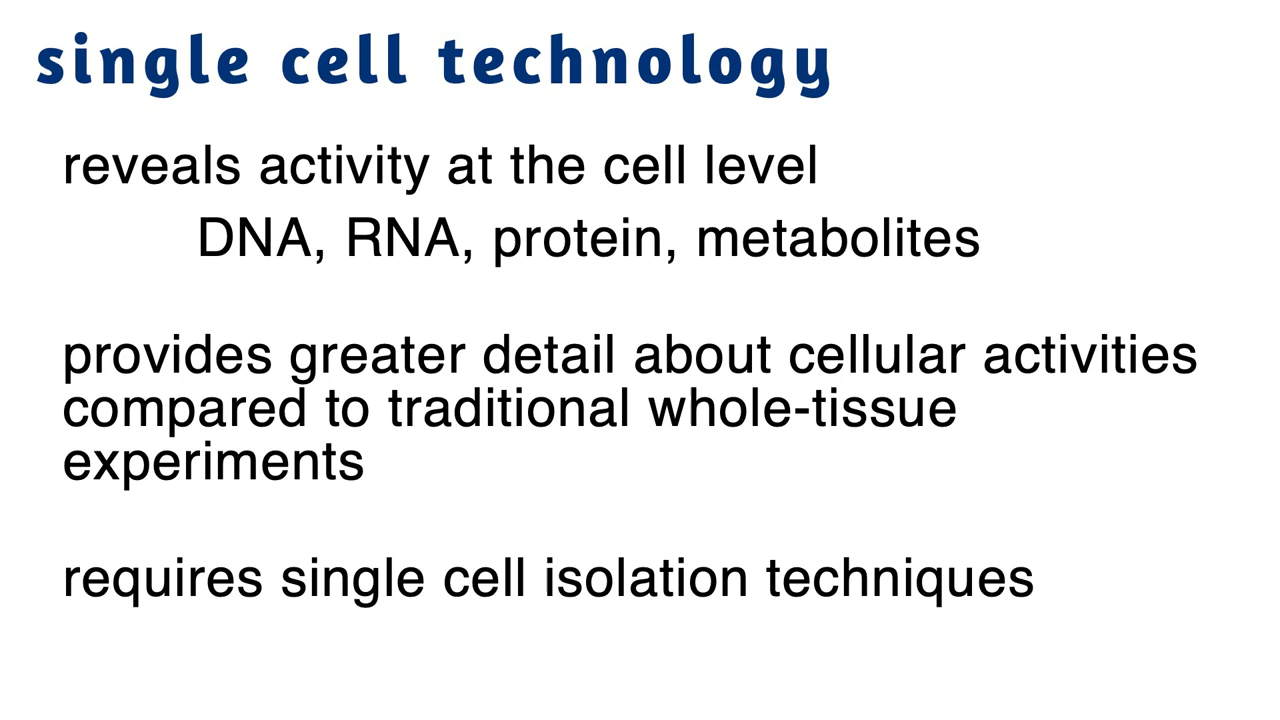 single cell technology
reveals activity at the cell level
DNA, RNA, protein, metabolites
provides greater detail about cellular activities
compared to traditional whole-tissue
experiments
requires single cell isolation techniques